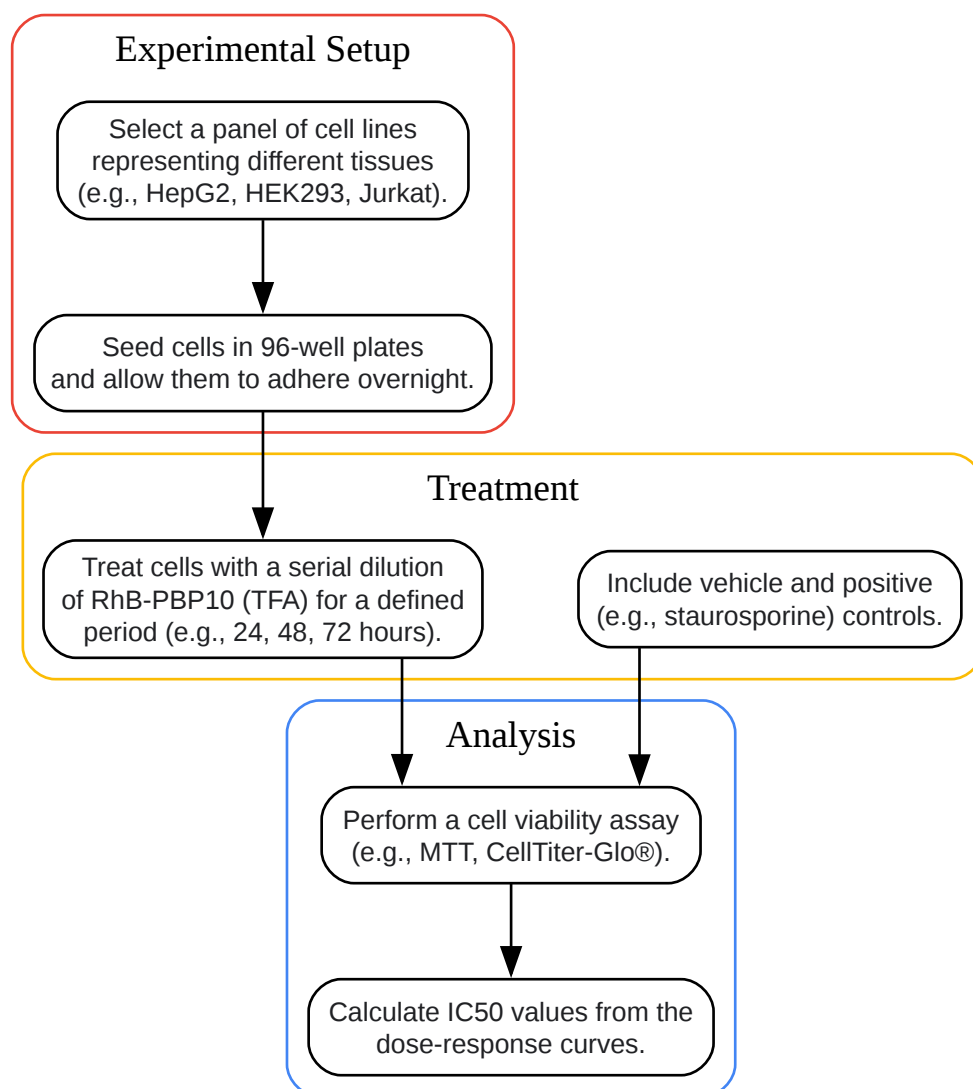 Experimental Setup
Select a panel of cell lines
representing different tissues
(e.g., HepG2, HEK293, Jurkat).
Seed cells in 96-well plates
and allow them to adhere overnight.
Treatment
Treat cells with a serial dilution
of RhB-PBP10 (TFA) for a defined
period (e.g., 24, 48, 72 hours).
Include vehicle and positive
(e.g., staurosporine) controls.
Analysis
Perform a cell viability assay
(e.g., MTT, CellTiter-Glo®).
Calculate IC50 values from the
dose-response curves.